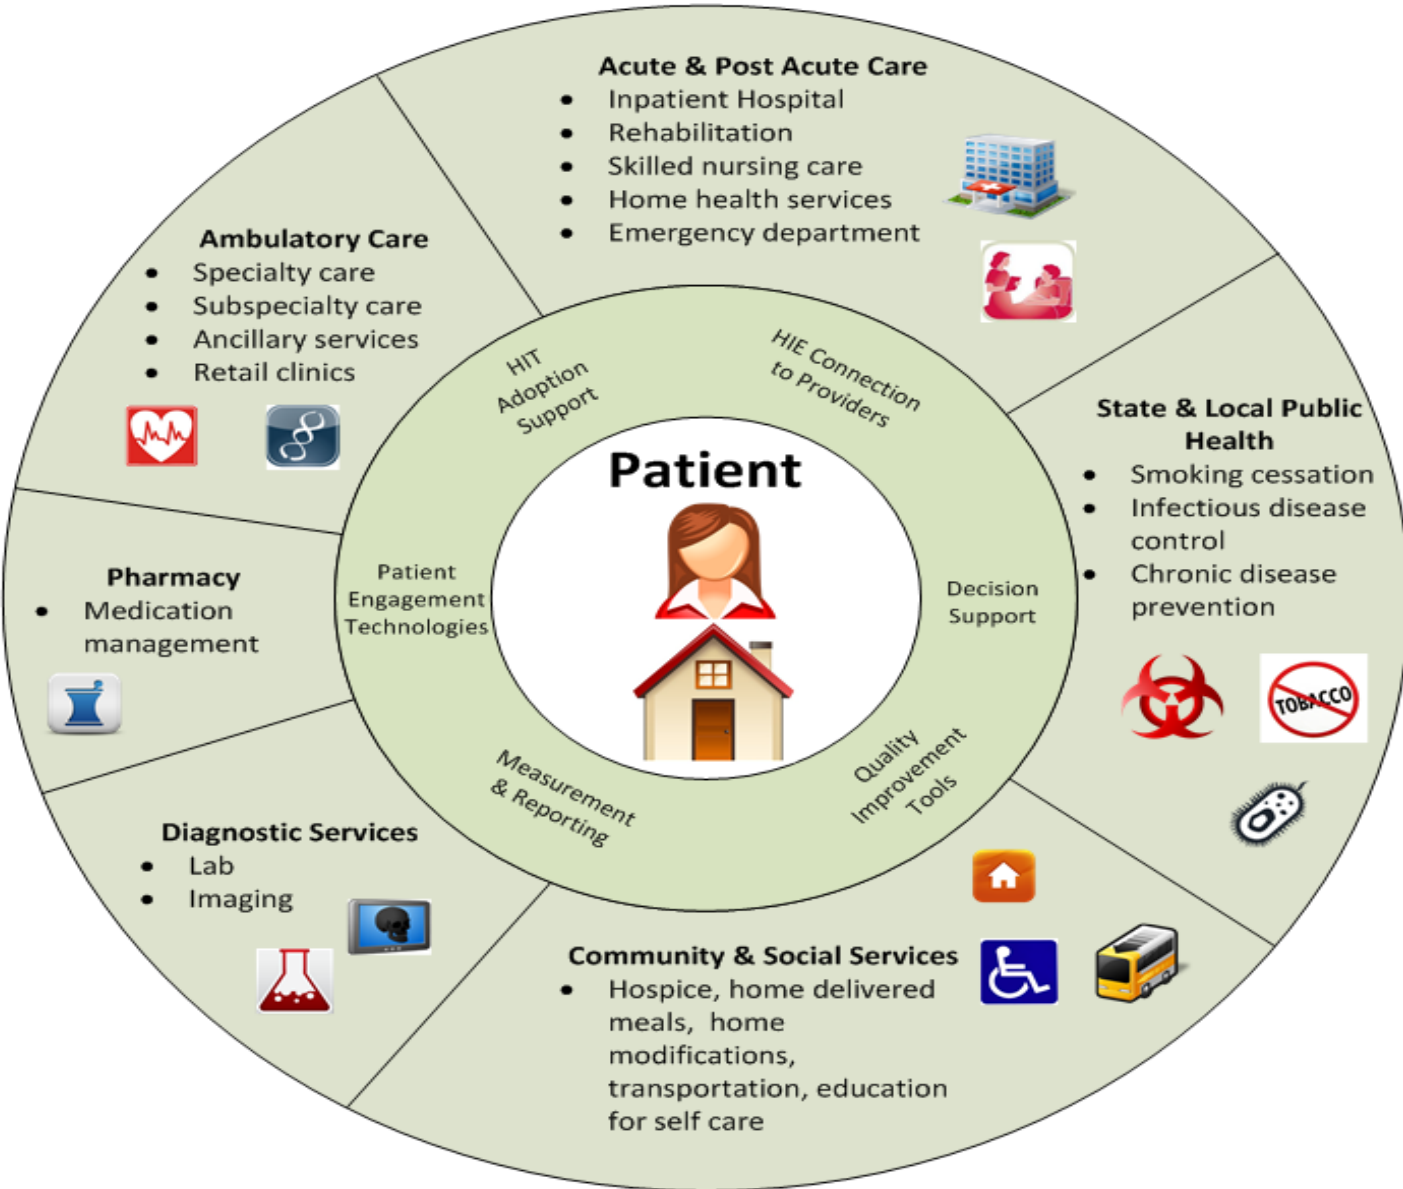 Acute & Post Acute Care
• Inpatient Hospital
• Rehabilitation
• Skilled nursing care
• Home health services
• Emergency department
Ambulatory Care
• Specialty care
• Subspecialty care
• Ancillary services
• Retail clinics
HIT
Adoption
Support
HIE Connection
to Providers
State & Local Public
Health
• Smoking cessation
• Infectious disease
control
• Chronic disease
prevention
TOBACCO
Patient
Pharmacy
• Medication
management
Patient
Engagement
Technologies
Decision
Support
Measurement
& Reporting
Quality
Improvement
Tools
Diagnostic Services
• Lab
• Imaging
Community & Social Services
• Hospice, home delivered
meals,  home
modifications,
transportation, education
for self care